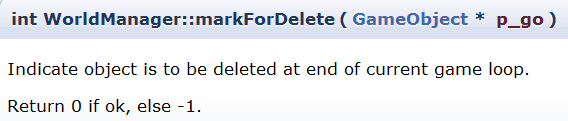 int WorldManager::markForDelete ( GameObject * p_go )
Indicate object is to be deleted at end of current game loop.
Return 0 if ok, else -1.